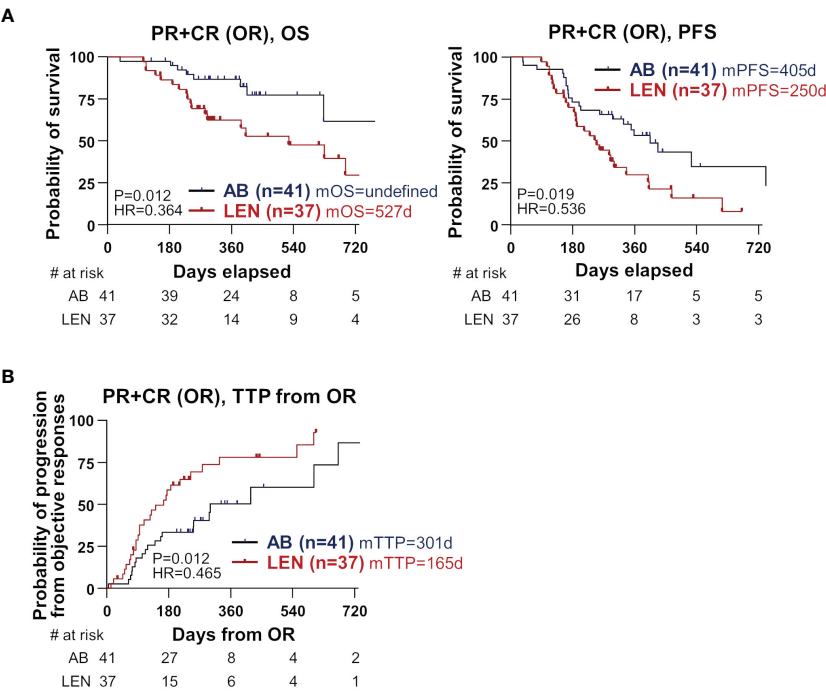 A
PR+CR (OR), OS
Probability of survival
100
75
50
25
0
P=0.012
HR=0.364
AB (n=41) mOS=undefined
LEN (n=37) mOS=527d
0 180 360 540 720
# at risk
Days elapsed
AB 41 39 24 8 5
LEN 37 32 14 9 4
PR+CR (OR), PFS
Probability of survival
100
75
50
25
0
AB (n=41) mPFS=405d
LEN (n=37) mPFS=250d
P=0.019
HR=0.536
0 180 360 540 720
# at risk
Days elapsed
AB 41 31 17 5 5
LEN 37 26 8 3 3
B
PR+CR (OR), TTP from OR
Probability of progression
from objective responses
100
75
50
25
0
P=0.012
HR=0.465
AB (n=41) mTTP=301d
LEN (n=37) mTTP=165d
0 180 360 540 720
# at risk
Days from OR
AB 41 27 8 4 2
LEN 37 15 6 4 1